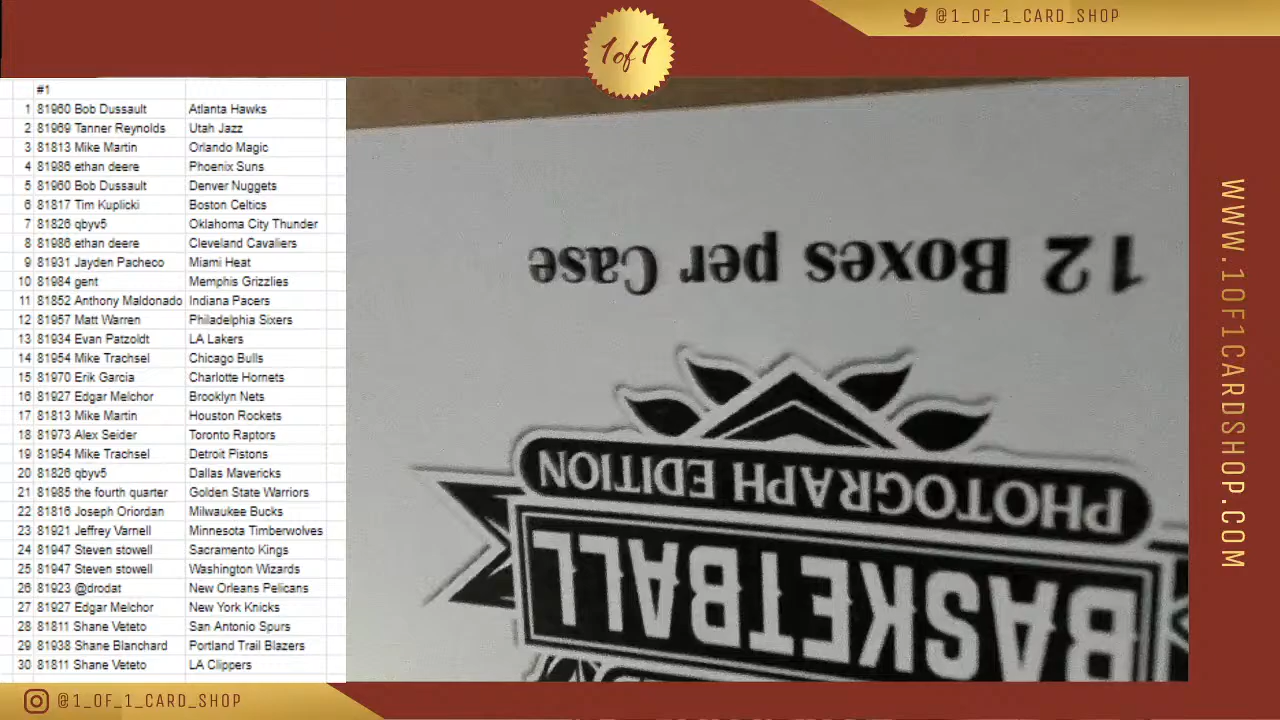 @1_OF_1_CARD_SHOP
1of1
#1
1 81960 Bob Dussault Atlanta Hawks
2 81969 Tanner Reynolds Utah Jazz
3 81813 Mike Martin Orlando Magic
4 81986 ethan deere Phoenix Suns
5 81960 Bob Dussault Denver Nuggets
6 81817 Tim Kuplicki Boston Celtics
7 81826 qbyv5 Oklahoma City Thunder
8 81986 ethan deere Cleveland Cavaliers
9 81931 Jayden Pacheco Miami Heat
10 81984 gent Memphis Grizzlies
11 81852 Anthony Maldonado Indiana Pacers
12 81957 Matt Warren Philadelphia Sixers
13 81934 Evan Patzoldt LA Lakers
14 81954 Mike Trachsel Chicago Bulls
15 81970 Erik Garcia Charlotte Hornets
16 81927 Edgar Melchor Brooklyn Nets
17 81813 Mike Martin Houston Rockets
18 81973 Alex Seider Toronto Raptors
19 81954 Mike Trachsel Detroit Pistons
20 81826 qbyv5 Dallas Mavericks
21 81985 the fourth quarter Golden State Warriors
22 81816 Joseph Oriordan Milwaukee Bucks
23 81921 Jeffrey Varnell Minnesota Timberwolves
24 81947 Steven stowell Sacramento Kings
25 81947 Steven stowell Washington Wizards
26 81923 @drodat New Orleans Pelicans
27 81927 Edgar Melchor New York Knicks
28 81811 Shane Veteto San Antonio Spurs
29 81938 Shane Blanchard Portland Trail Blazers
30 81811 Shane Veteto LA Clippers
BASKETBALL
PHOTOGRAPH EDITION
12 Boxes per Case
WWW.1OF1CARDSHOP.COM
@1_OF_1_CARD_SHOP